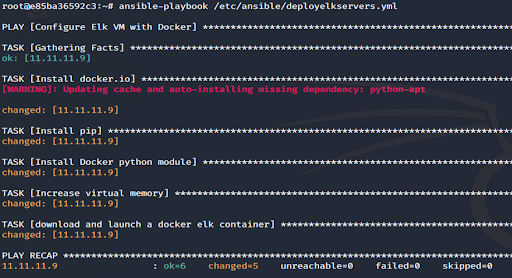 root@e85ba36592c3:~# ansible-playbook /etc/ansible/deployelkservers.yml
PLAY [Configure Elk VM with Docker] ****************************************
TASK [Gathering Facts] *****************************************************
ok: [11.11.11.9]
TASK [Install docker.io] ***************************************************
[WARNING]: Updating cache and auto-installing missing dependency: python-apt
changed: [11.11.11.9]
TASK [Install pip] *********************************************************
changed: [11.11.11.9]
TASK [Install Docker python module] ****************************************
changed: [11.11.11.9]
TASK [Increase virtual memory] *********************************************
changed: [11.11.11.9]
TASK [download and launch a docker elk container] **************************
changed: [11.11.11.9]
PLAY RECAP *****************************************************************
11.11.11.9 : ok=6 changed=5 unreachable=0 failed=0 skipped=0